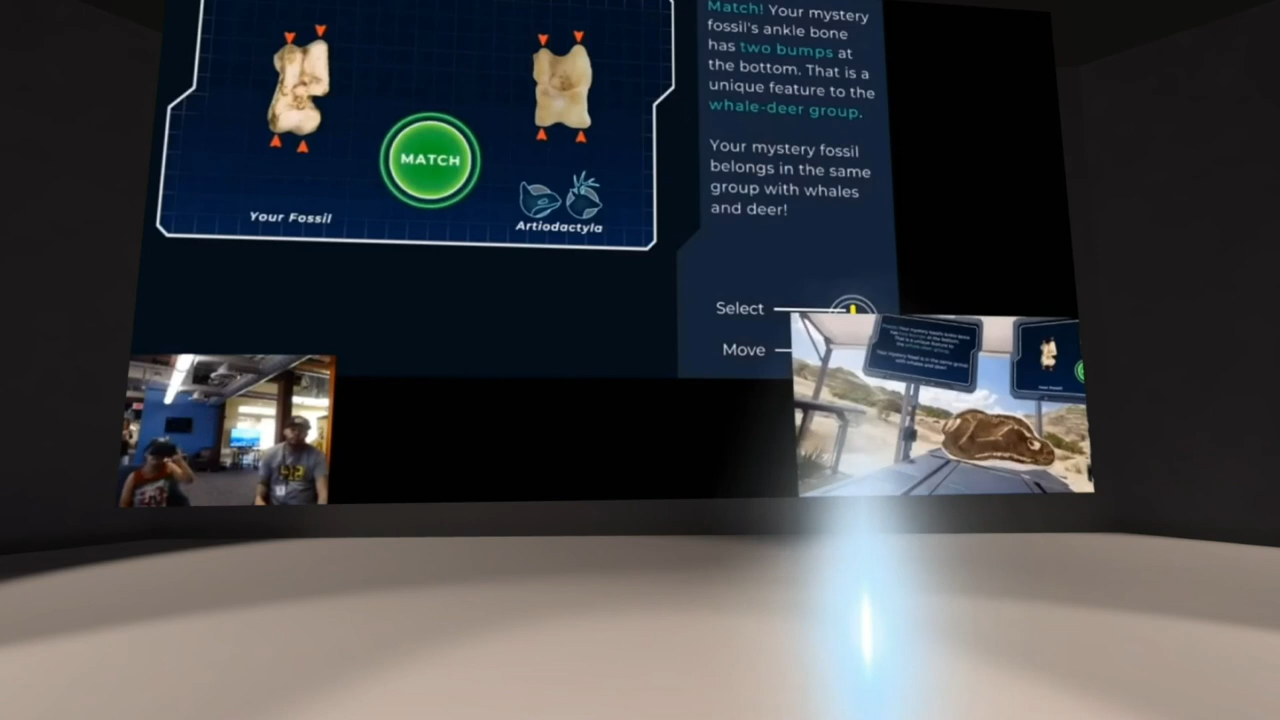 Match! Your mystery
fossil's ankle bone
has two bumps at
the bottom. That is a
unique feature to the
whale-deer group.
Your mystery fossil
belongs in the same
group with whales
and deer!
MATCH
Your Fossil
Artiodactyla
Select
Move
412